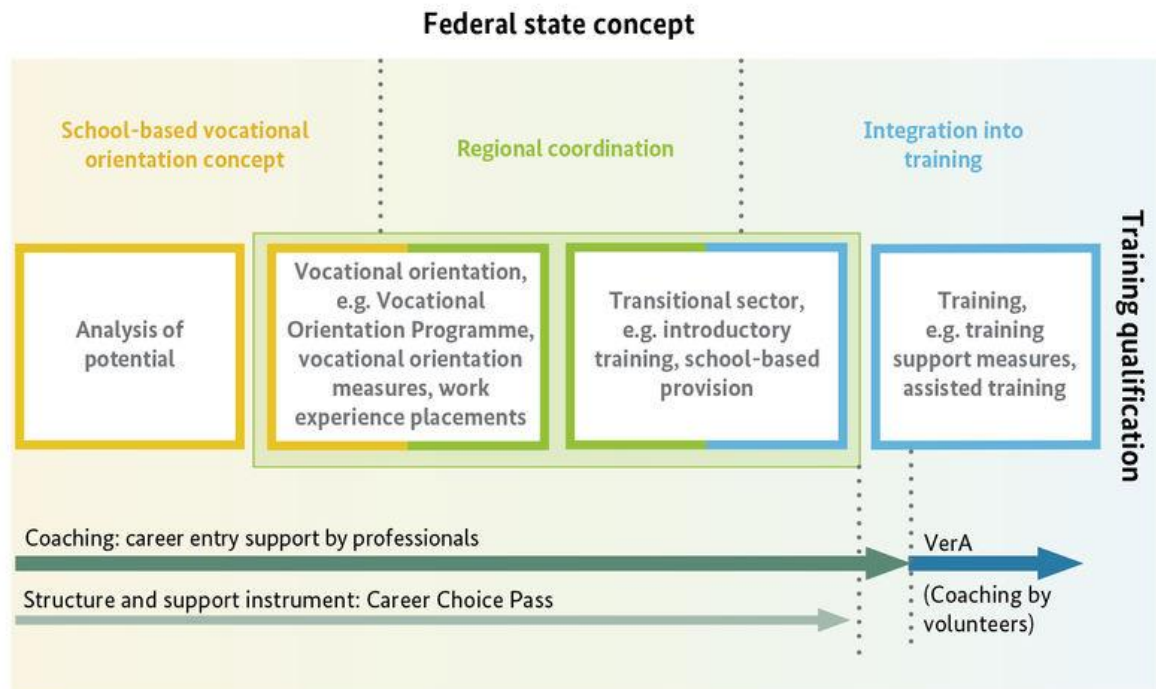 Federal state concept
School-based vocational
orientation concept
Regional coordination
Integration into
training
Analysis of
potential
Vocational orientation,
e.g. Vocational
Orientation Programme,
vocational orientation
measures, work
experience placements
Transitional sector,
e.g. introductory
training, school-based
provision
Training,
e.g. training
support measures,
assisted training
Training qualification
Coaching: career entry support by professionals
VerA
(Coaching by
volunteers)
Structure and support instrument: Career Choice Pass